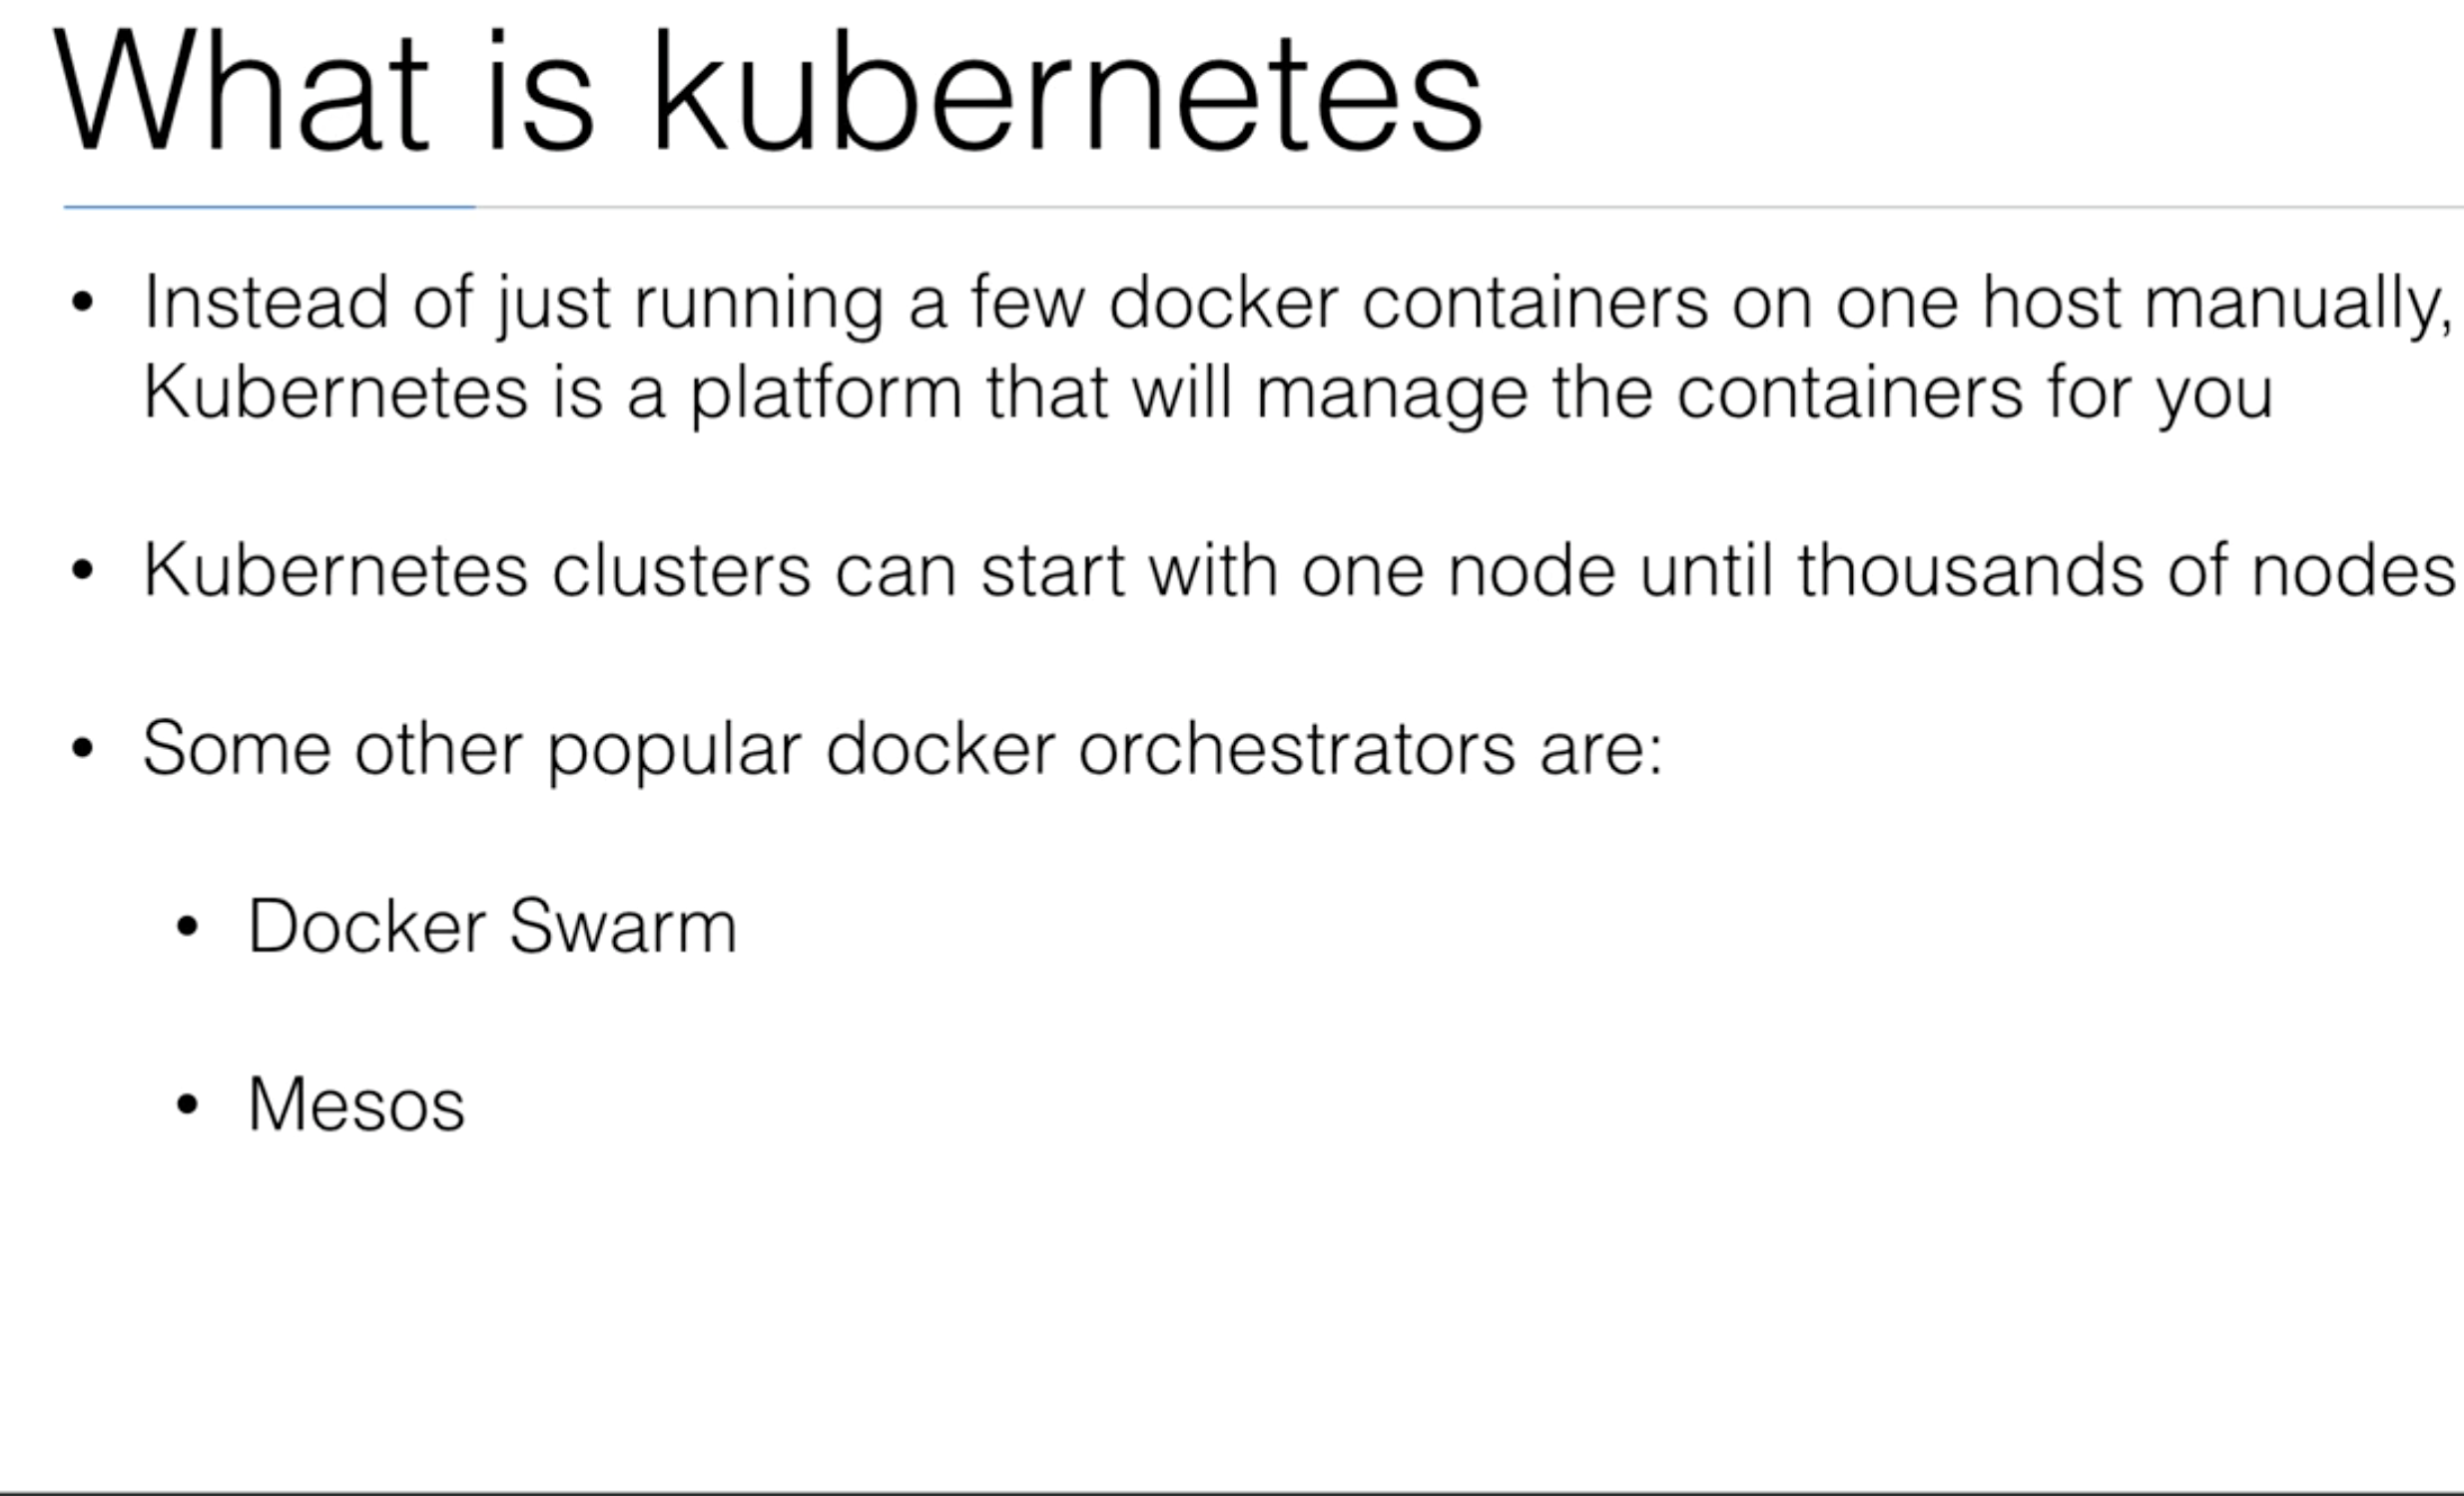 What is kubernetes
• Instead of just running a few docker containers on one host manually,
Kubernetes is a platform that will manage the containers for you
• Kubernetes clusters can start with one node until thousands of nodes
• Some other popular docker orchestrators are:
• Docker Swarm
• Mesos